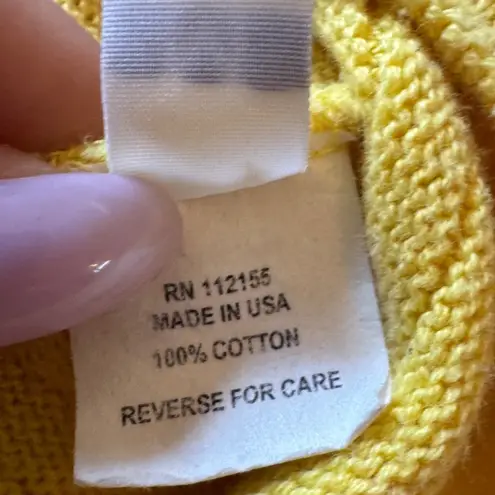 RN 112155
MADE IN USA
100% COTTON
REVERSE FOR CARE